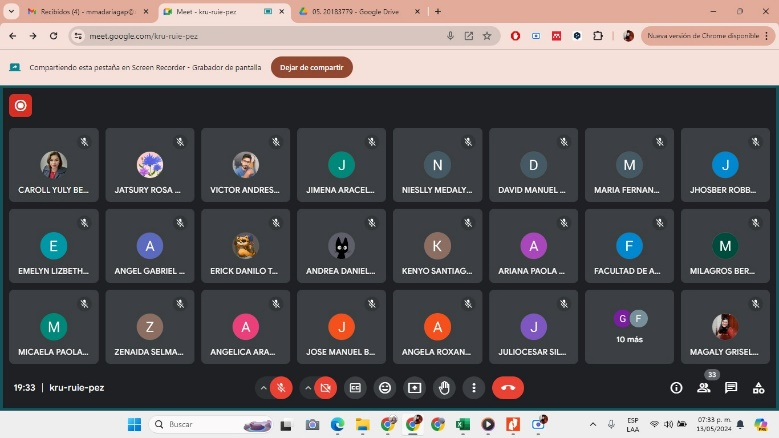 Recibidos (4) - mmadariagap@
Meet - kru-ruie-pez
05. 20183779 - Google Drive
meet.google.com/kru-ruie-pez
Nueva versión de Chrome disponible
Compartiendo esta pestaña en Screen Recorder - Grabador de pantalla
Dejar de compartir
CAROLL YULY BE...
JATSURY ROSA ...
VICTOR ANDRES...
J
JIMENA ARACEL...
N
NIESLLY MEDALY...
D
DAVID MANUEL ...
M
MARIA FERNAN...
J
JHOSBER ROBB...
E
EMELYN LIZBETH...
A
ANGEL GABRIEL ...
ERICK DANILO T...
ANDREA DANIEL...
K
KENYO SANTIAG...
A
ARIANA PAOLA ...
F
FACULTAD DE A...
M
MILAGROS BER...
M
MICAELA PAOLA...
Z
ZENAIDA SELMA...
A
ANGELICA ARA...
J
JOSE MANUEL B...
A
ANGELA ROXAN...
J
JULIOCESAR SIL...
G F
10 más
MAGALY GRISEL...
19:33 | kru-ruie-pez
33
Buscar
ESP
LAA
07:33 p. m.
13/05/2024